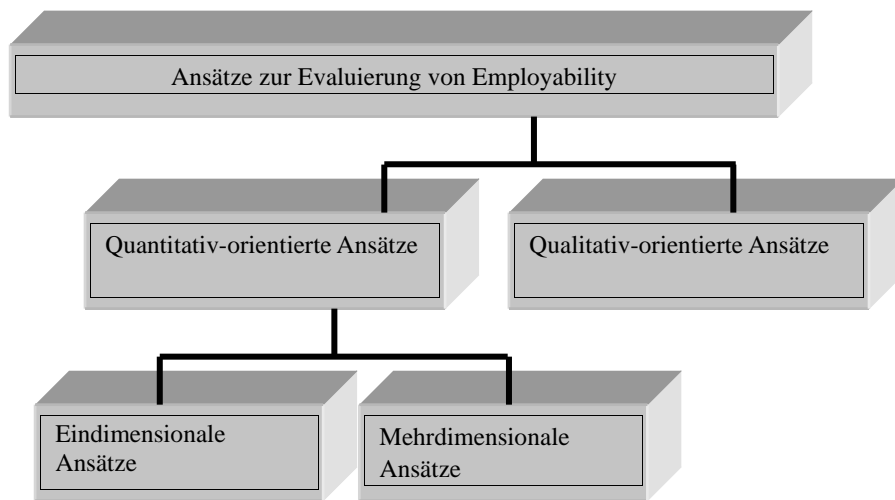 Ansätze zur Evaluierung von Employability
Quantitativ-orientierte Ansätze
Qualitativ-orientierte Ansätze
Eindimensionale
Ansätze
Mehrdimensionale
Ansätze